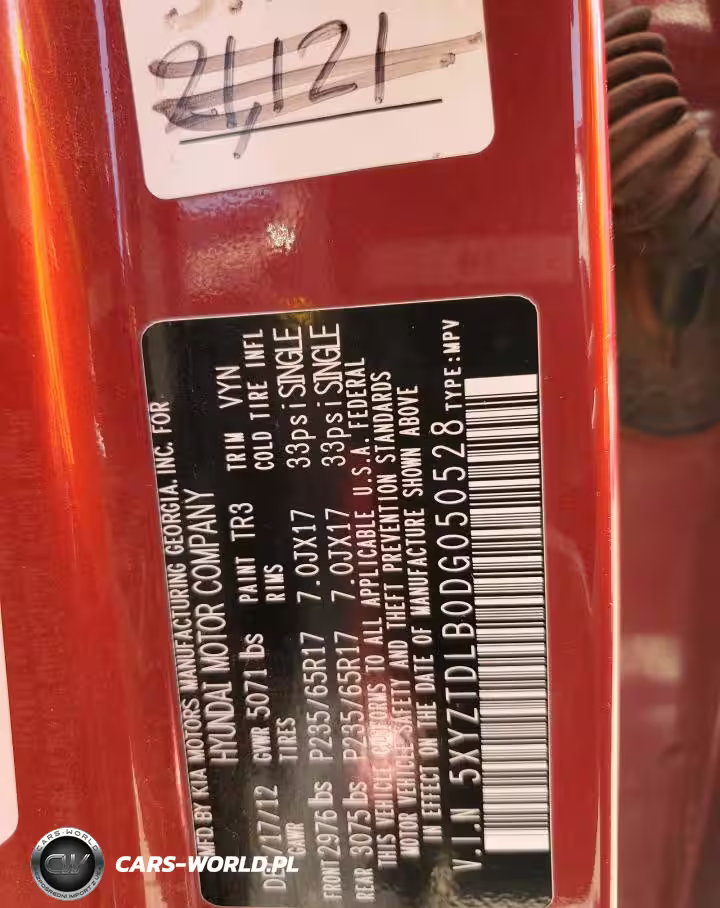 21,121
MFD BY KIA MOTORS MANUFACTURING GEORGIA, INC. FOR
HYUNDAI MOTOR COMPANY
/17/12 GVWR 5071 lbs PAINT TR3 TRIM VYN
GAWR TIRES RIMS COLD TIRE INFL
FRONT 2976 lbs P235/65R17 7.0JX17 33psi SINGLE
REAR 3075 lbs P235/65R17 7.0JX17 33psi SINGLE
THIS VEHICLE CONFORMS TO ALL APPLICABLE U.S.A. FEDERAL
MOTOR VEHICLE SAFETY AND THEFT PREVENTION STANDARDS
IN EFFECT ON THE DATE OF MANUFACTURE SHOWN ABOVE
V.I.N 5XYZTDLB0DG050528 TYPE:MPV
CARS-WORLD
CW
CARS-WORLD.PL